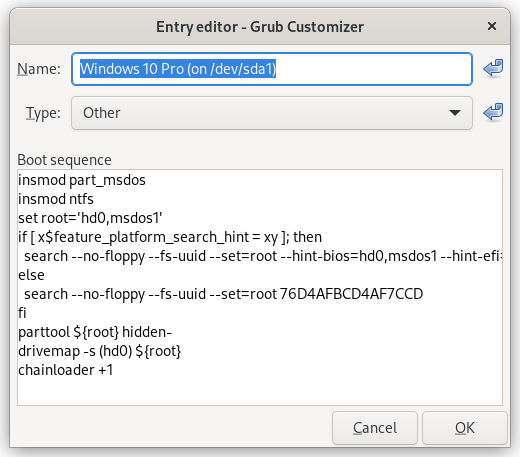 Entry editor - Grub Customizer
Name: Windows 10 Pro (on /dev/sda1)
Type: Other
Boot sequence
insmod part_msdos
insmod ntfs
set root='hd0,msdos1'
if [ x$feature_platform_search_hint = xy ]; then
  search --no-floppy --fs-uuid --set=root --hint-bios=hd0,msdos1 --hint-efi=
else
  search --no-floppy --fs-uuid --set=root 76D4AFBCD4AF7CCD
fi
parttool ${root} hidden-
drivemap -s (hd0) ${root}
chainloader +1
Cancel OK